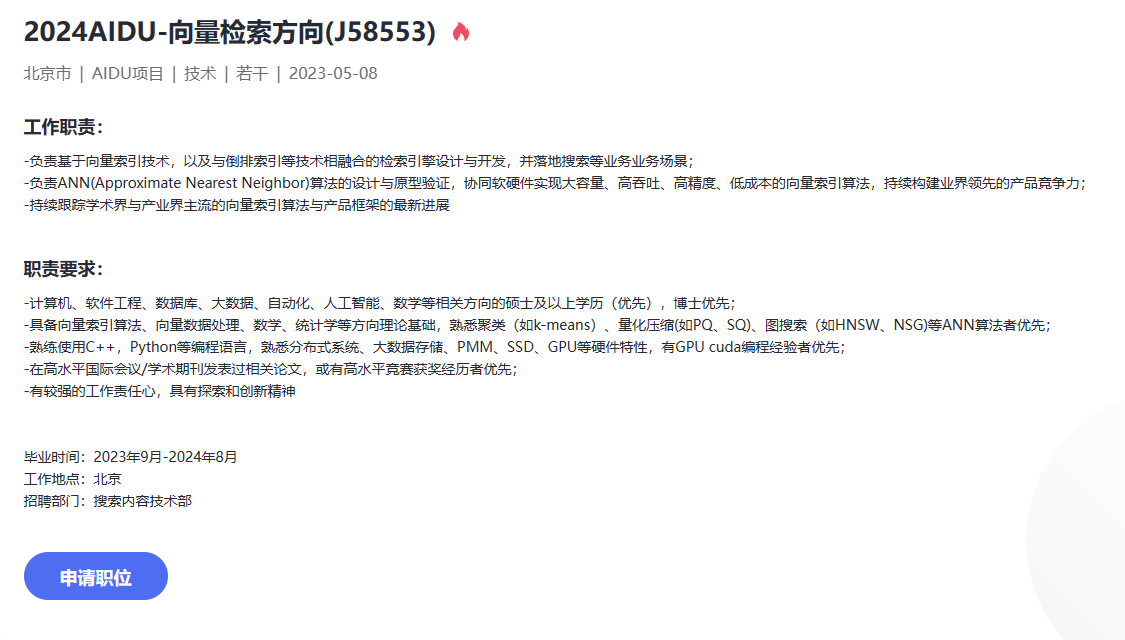 2024AIDU-向量检索方向(J58553)
北京市 | AIDU项目 | 技术 | 若干 | 2023-05-08
工作职责：
-负责基于向量索引技术，以及与倒排索引等技术相融合的检索引擎设计与开发，并落地搜索等业务业务场景；
-负责ANN(Approximate Nearest Neighbor)算法的设计与原型验证，协同软硬件实现大容量、高吞吐、高精度、低成本的向量索引算法，持续构建业界领先的产品竞争力；
-持续跟踪学术界与产业界主流的向量索引算法与产品框架的最新进展
职责要求：
-计算机、软件工程、数据库、大数据、自动化、人工智能、数学等相关方向的硕士及以上学历（优先），博士优先；
-具备向量索引算法、向量数据处理、数学、统计学等方向理论基础，熟悉聚类（如k-means）、量化压缩(如PQ、SQ)、图搜索（如HNSW、NSG)等ANN算法者优先；
-熟练使用C++，Python等编程语言，熟悉分布式系统、大数据存储、PMM、SSD、GPU等硬件特性，有GPU cuda编程经验者优先；
-在高水平国际会议/学术期刊发表过相关论文，或有高水平竞赛获奖经历者优先；
-有较强的工作责任心，具有探索和创新精神
毕业时间：2023年9月-2024年8月
工作地点：北京
招聘部门：搜索内容技术部
申请职位